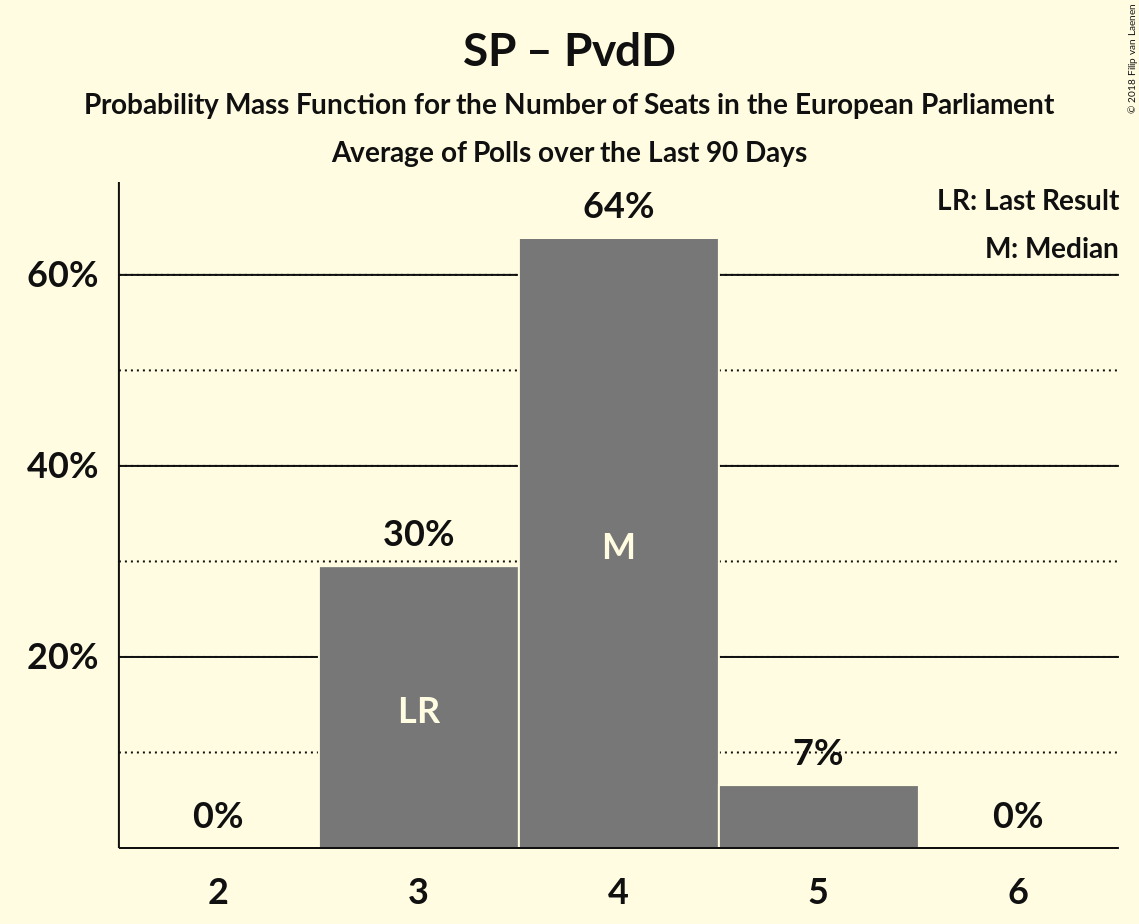 SP – PvdD
Probability Mass Function for the Number of Seats in the European Parliament
Average of Polls over the Last 90 Days
© 2018 Filip van Laenen
LR: Last Result
M: Median
64%
60%
40%
30%
M
20%
LR
7%
0%
0%
2
3
4
5
6